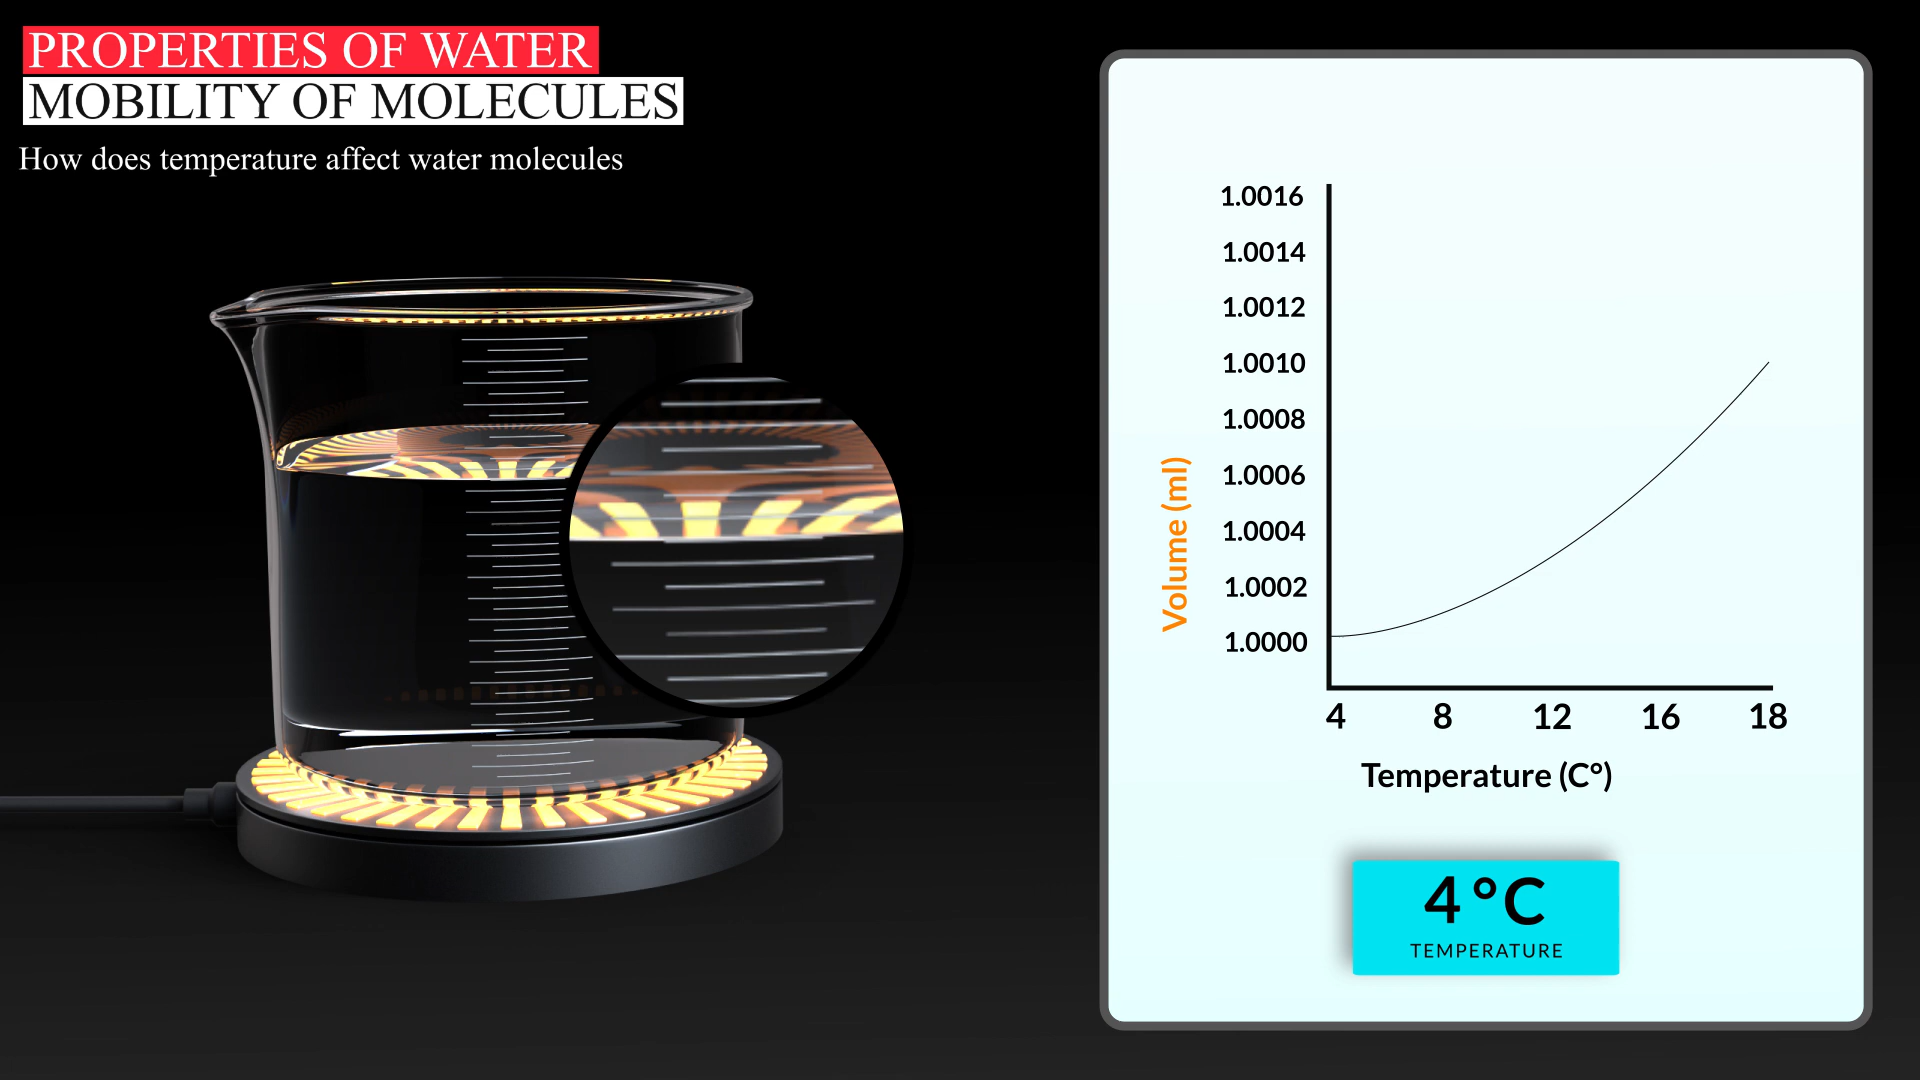 PROPERTIES OF WATER
MOBILITY OF MOLECULES
How does temperature affect water molecules
1.0016
1.0014
1.0012
1.0010
1.0008
1.0006
1.0004
1.0002
1.0000
Volume (ml)
4 8 12 16 18
Temperature (C°)
4 °C
TEMPERATURE